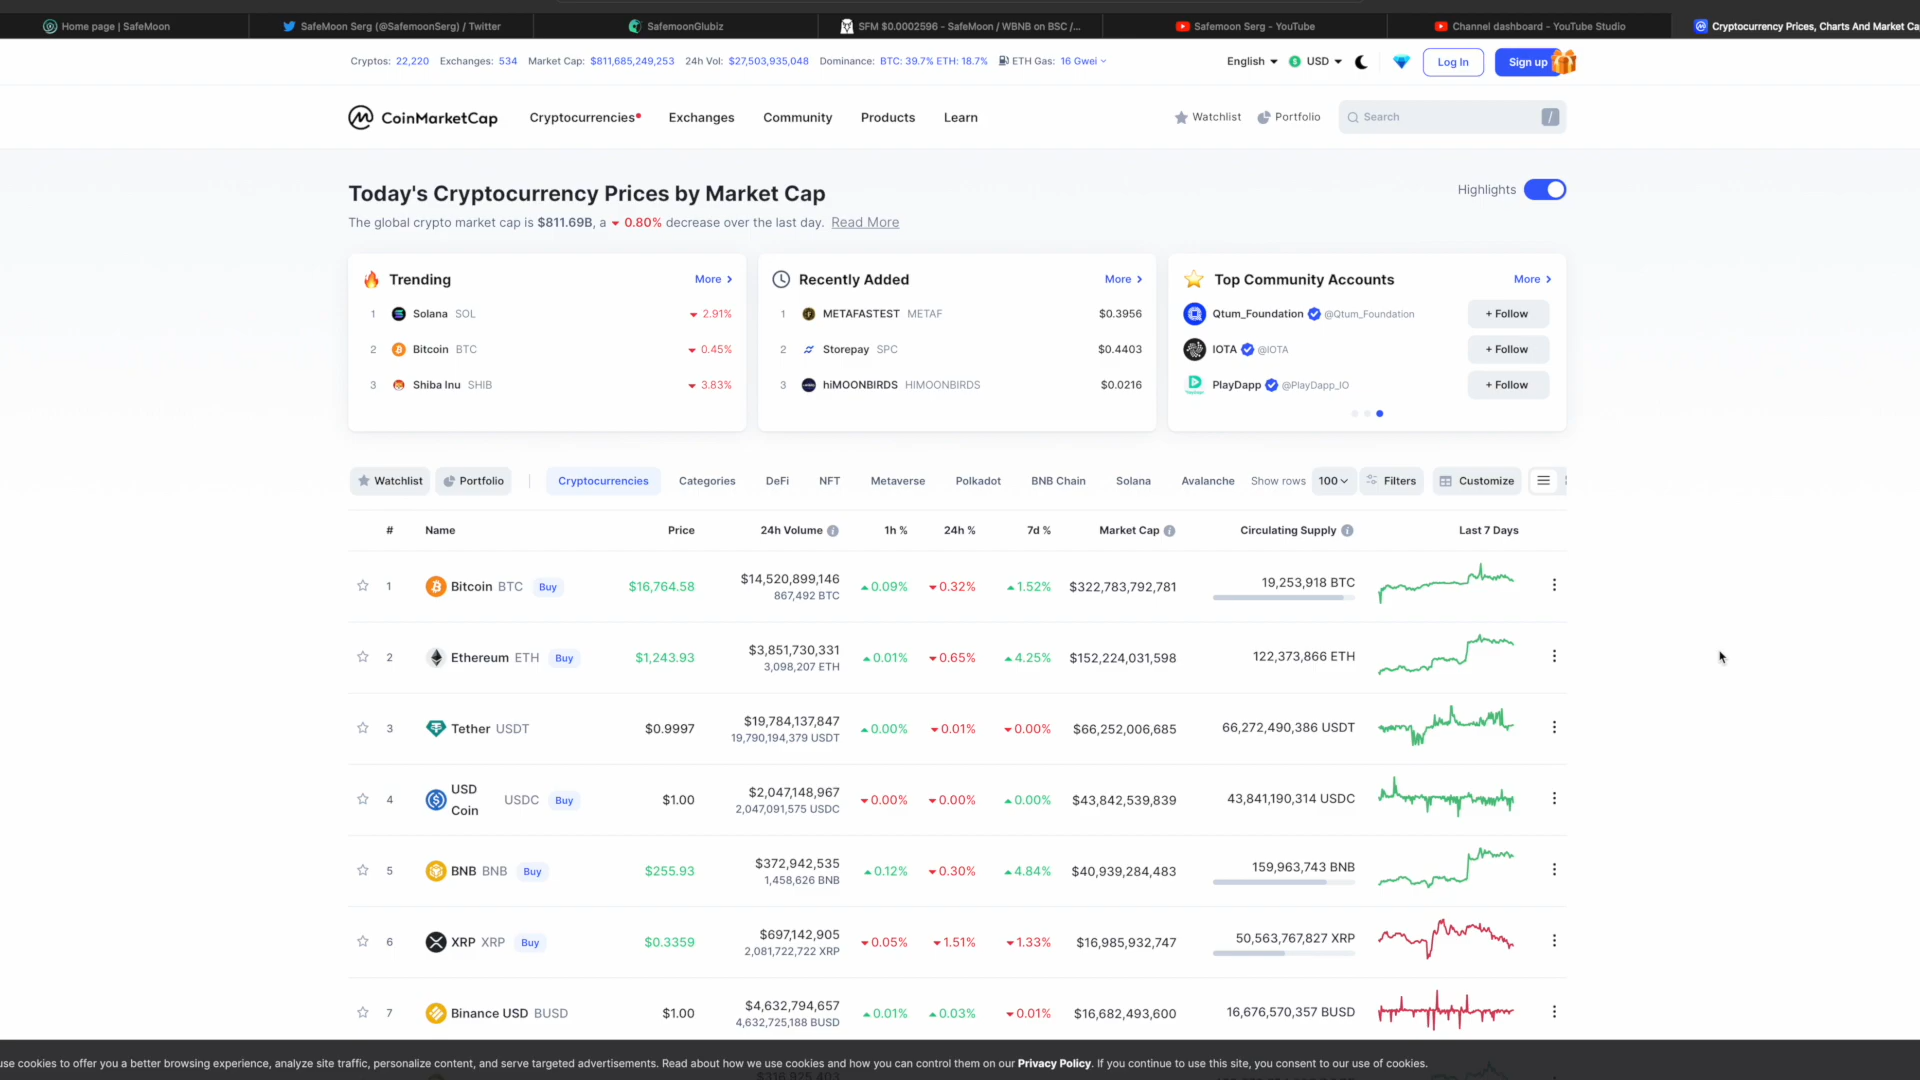 Home page | SafeMoon
SafeMoon Serg (@SafemoonSerg) / Twitter
SafemoonGlubiz
SFM $0.0002596 - SafeMoon / WBNB on BSC /...
Safemoon Serg - YouTube
Channel dashboard - YouTube Studio
Cryptocurrency Prices, Charts And Market Ca
Cryptos: 22,220 Exchanges: 534 Market Cap: $811,685,249,253 24h Vol: $27,503,935,048 Dominance: BTC: 39.7% ETH: 18.7% ETH Gas: 16 Gwei
English USD Log In Sign up
CoinMarketCap Cryptocurrencies Exchanges Community Products Learn
Watchlist Portfolio Search /
Today's Cryptocurrency Prices by Market Cap
Highlights
The global crypto market cap is $811.69B, a 0.80% decrease over the last day. Read More
Trending More
1 Solana SOL 2.91%
2 Bitcoin BTC 0.45%
3 Shiba Inu SHIB 3.83%
Recently Added More
1 METAFASTEST METAF $0.3956
2 Storepay SPC $0.4403
3 hiMOONBIRDS HIMOONBIRDS $0.0216
Top Community Accounts More
Qtum_Foundation @Qtum_Foundation + Follow
IOTA @IOTA + Follow
PlayDapp @PlayDapp_IO + Follow
Watchlist Portfolio Cryptocurrencies Categories DeFi NFT Metaverse Polkadot BNB Chain Solana Avalanche Show rows 100 Filters Customize
# Name Price 24h Volume 1h % 24h % 7d % Market Cap Circulating Supply Last 7 Days
1 Bitcoin BTC Buy $16,764.58 $14,520,899,146 0.09% 0.32% 1.52% $322,783,792,781 19,253,918 BTC
867,492 BTC
2 Ethereum ETH Buy $1,243.93 $3,851,730,331 0.01% 0.65% 4.25% $152,224,031,598 122,373,866 ETH
3,098,207 ETH
3 Tether USDT $0.9997 $19,784,137,847 0.00% 0.01% 0.00% $66,252,006,685 66,272,490,386 USDT
19,790,194,379 USDT
4 USD Coin USDC Buy $1.00 $2,047,148,967 0.00% 0.00% 0.00% $43,842,539,839 43,841,190,314 USDC
2,047,091,575 USDC
5 BNB BNB Buy $255.93 $372,942,535 0.12% 0.30% 4.84% $40,939,284,483 159,963,743 BNB
1,458,626 BNB
6 XRP XRP Buy $0.3359 $697,142,905 0.05% 1.51% 1.33% $16,985,932,747 50,563,767,827 XRP
2,081,722,722 XRP
7 Binance USD BUSD $1.00 $4,632,794,657 0.01% 0.03% 0.01% $16,682,493,600 16,676,570,357 BUSD
4,632,725,188 BUSD
use cookies to offer you a better browsing experience, analyze site traffic, personalize content, and serve targeted advertisements. Read about how we use cookies and how you can control them on our Privacy Policy. If you continue to use this site, you consent to our use of cookies.